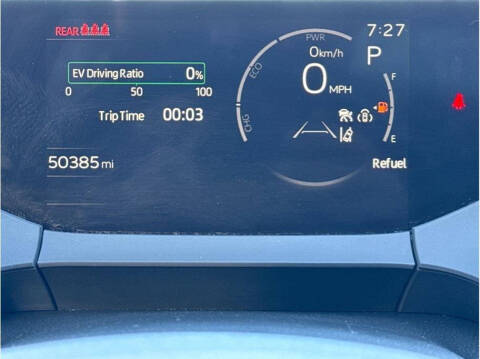 REAR
7:27
PWR
0km/h
P
EV Driving Ratio 0%
0 50 100
ECO
0 MPH
F
Trip Time 00:03
CHG
E
50385 mi
Refuel